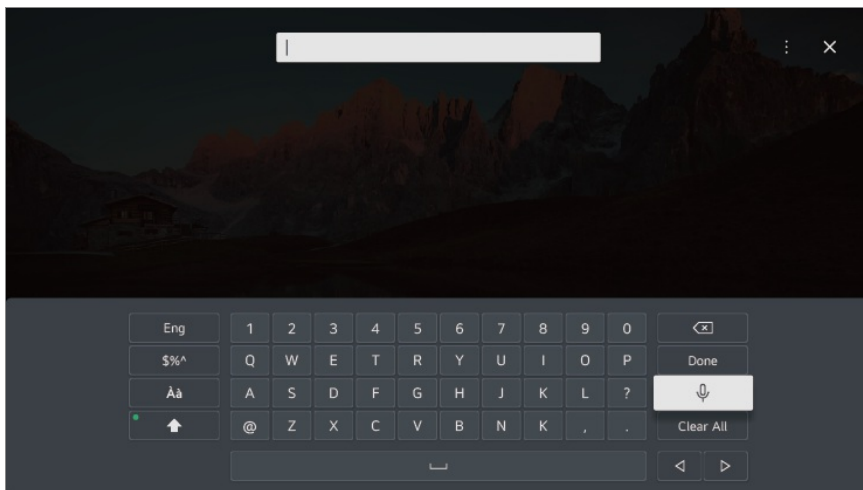 Eng 1 2 3 4 5 6 7 8 9 0
$%^ Q W E T R Y U I O P Done
Àà A S D F G H J K L ?
@ Z X C V B N K , . Clear All